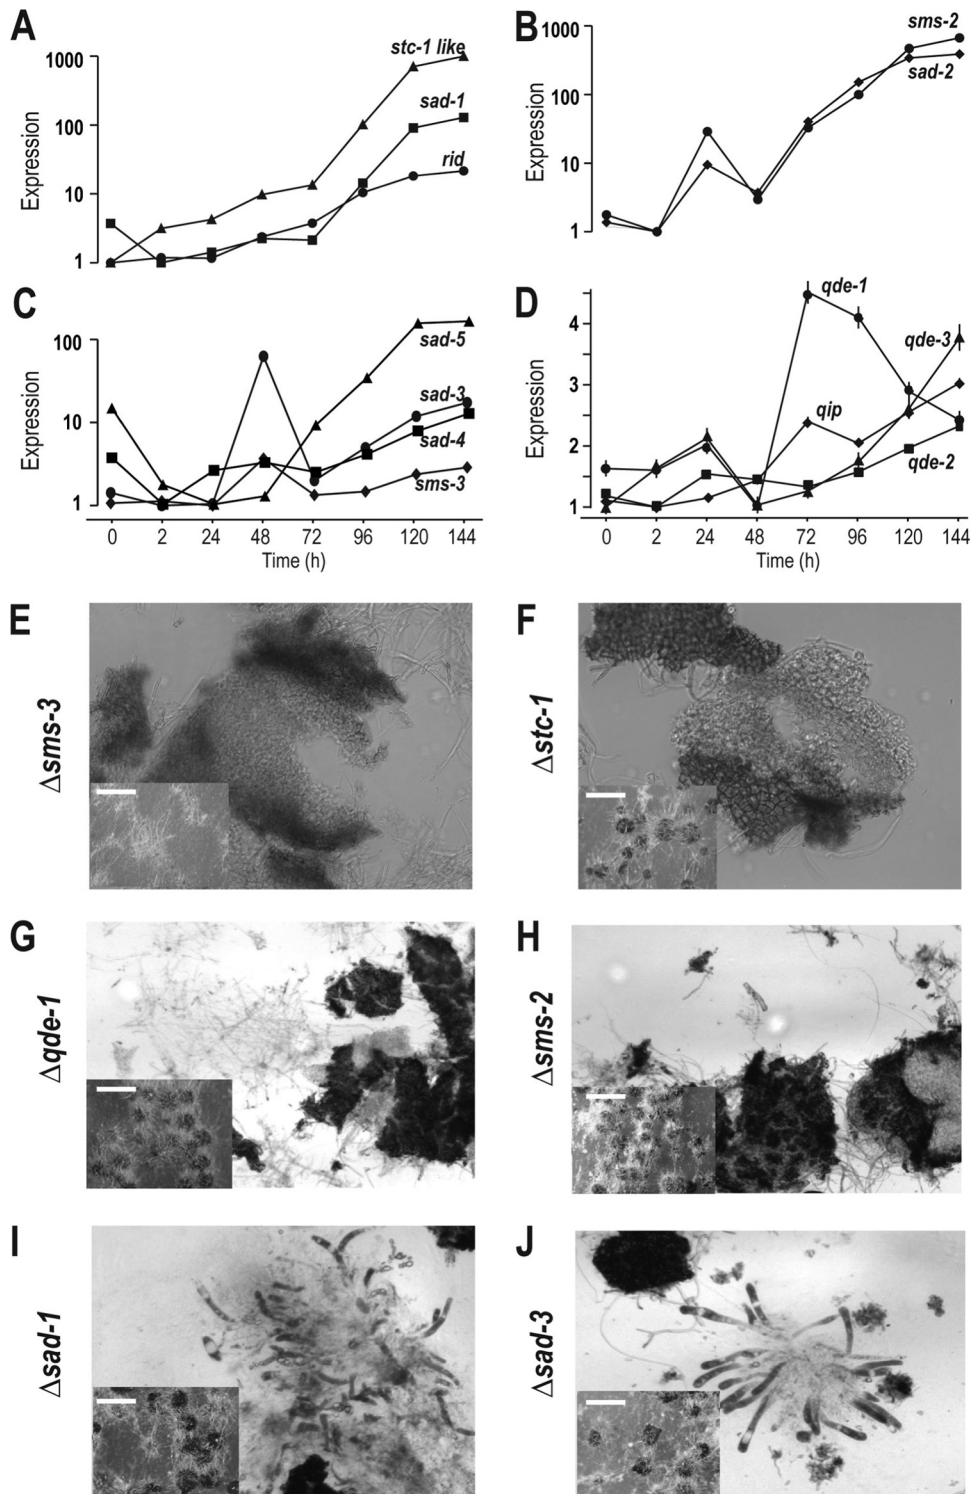 A
Expression
1000
100
10
1
stc-1 like
sad-1
rid
B
Expression
1000
100
10
1
sms-2
sad-2
C
Expression
100
10
1
sad-5
sad-3
sad-4
sms-3
0 2 24 48 72 96 120 144
Time (h)
D
Expression
4
3
2
1
qde-1
qde-3
qip
qde-2
0 2 24 48 72 96 120 144
Time (h)
E
Δsms-3
F
Δstc-1
G
Δqde-1
H
Δsms-2
I
Δsad-1
J
Δsad-3